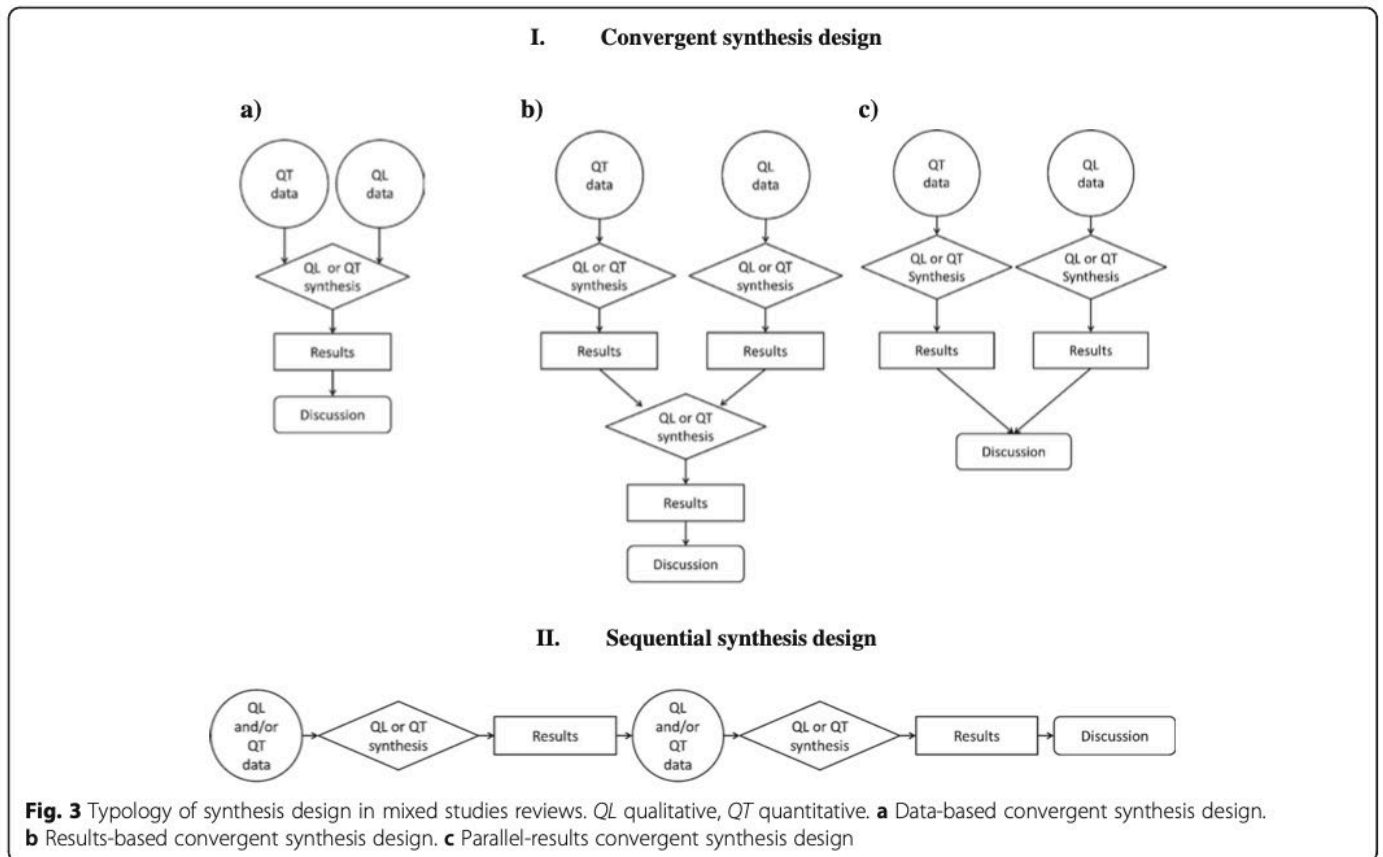 I. Convergent synthesis design
a)
b)
c)
QT
data
QL
data
QL or QT
synthesis
Results
Discussion
QT
data
QL
data
QL or QT
synthesis
QL or QT
synthesis
Results
Results
QL or QT
synthesis
Results
Discussion
QT
data
QL
data
QL or QT
Synthesis
QL or QT
Synthesis
Results
Results
Discussion
II. Sequential synthesis design
QL
and/or
QT
data
QL or QT
synthesis
Results
QL
and/or
QT
data
QL or QT
synthesis
Results
Discussion
Fig. 3 Typology of synthesis design in mixed studies reviews. QL qualitative, QT quantitative. a Data-based convergent synthesis design.
b Results-based convergent synthesis design. c Parallel-results convergent synthesis design